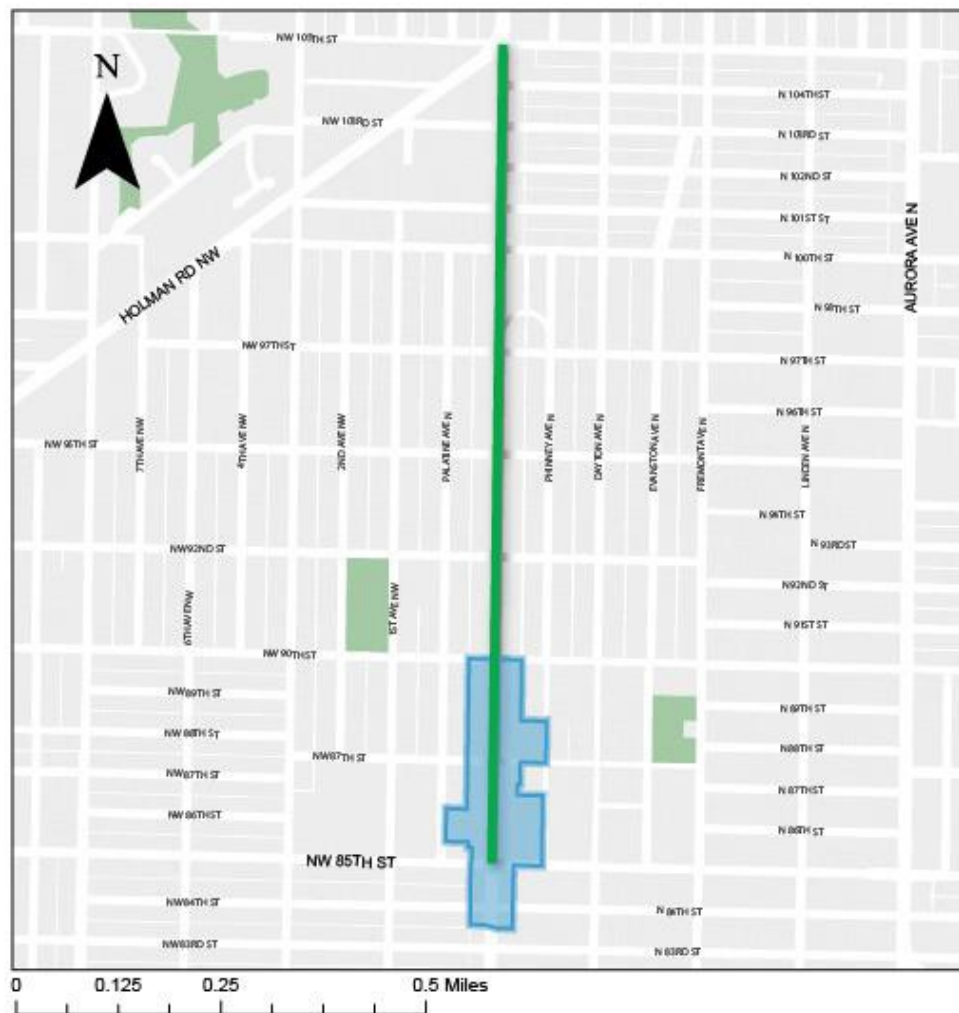 NW 105TH ST
N
N 104TH ST
NW 103RD ST
N 103RD ST
N 102ND ST
N 101ST ST
AURORA AVE N
HOLMAN RD NW
N 100TH ST
N 98TH ST
NW 97TH ST
N 97TH ST
N 96TH ST
NW 95TH ST
7TH AVE NW
4TH AVE NW
2ND AVE NW
PALATINE AVE N
PHINNEY AVE N
DAYTON AVE N
EVANSTON AVE N
FREMONT AVE N
LINDEN AVE N
N 94TH ST
NW 92ND ST
N 93RD ST
N 92ND ST
6TH AVE NW
1ST AVE NW
N 91ST ST
NW 90TH ST
NW 89TH ST
N 89TH ST
NW 88TH ST
N 88TH ST
NW 87TH ST
NW 87TH ST
N 87TH ST
NW 86TH ST
N 86TH ST
NW 85TH ST
NW 84TH ST
N 84TH ST
NW 83RD ST
N 83RD ST
0 0.125 0.25 0.5 Miles